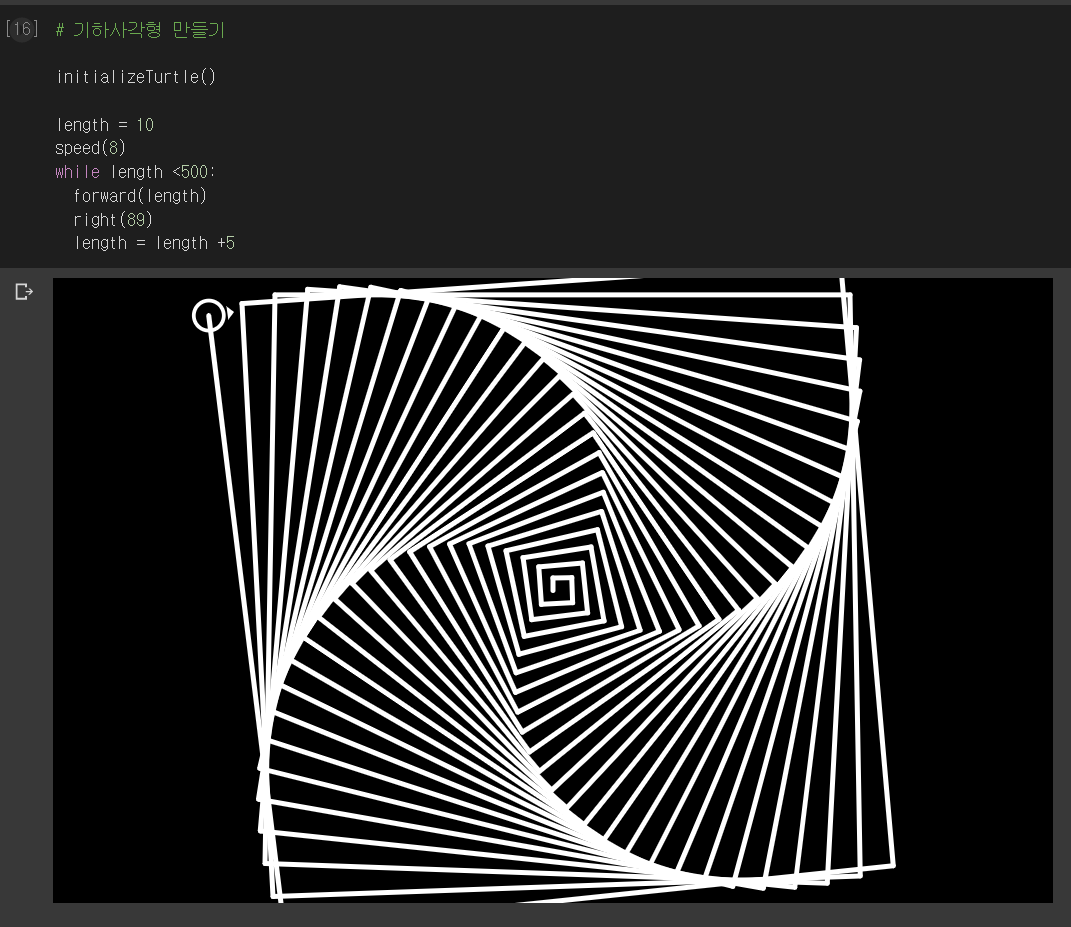 [16] # 기하사각형 만들기
initializeTurtle()
length = 10
speed(8)
while length <500:
forward(length)
right(89)
length = length +5